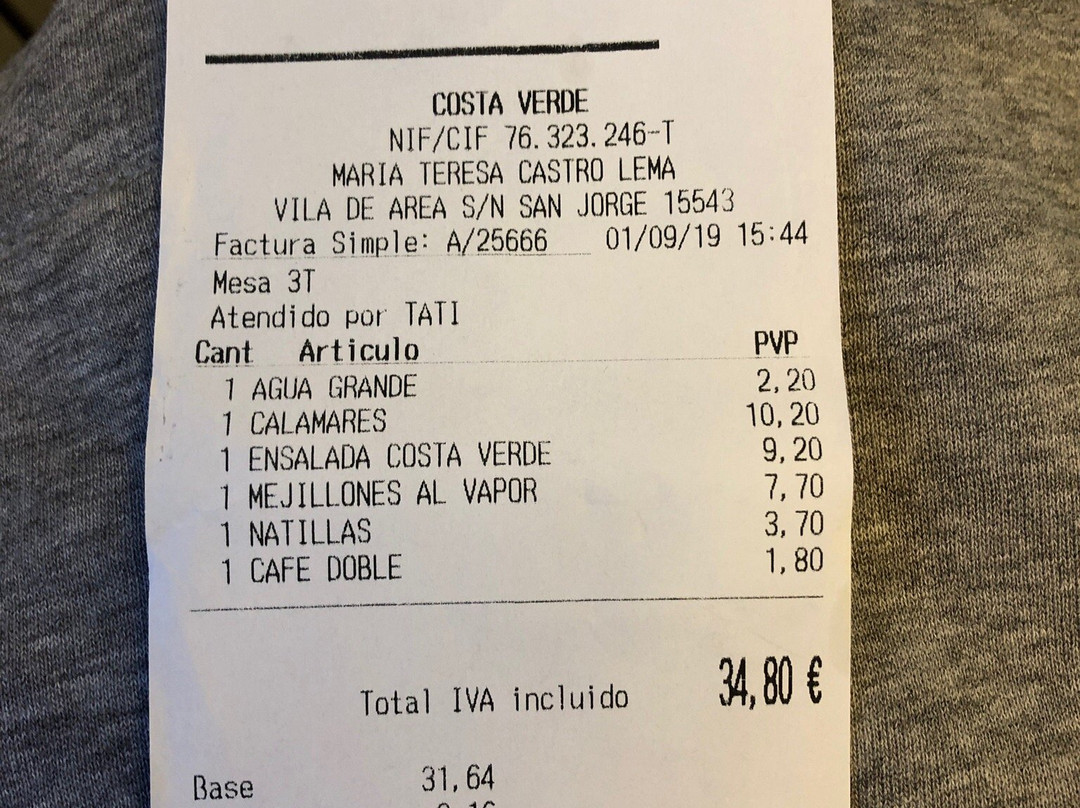 COSTA VERDE
NIF/CIF 76.323.246-T
MARIA TERESA CASTRO LEMA
VILA DE AREA S/N SAN JORGE 15543
Factura Simple: A/25666 01/09/19 15:44
Mesa 3T
Atendido por TATI
Cant Articulo PVP
1 AGUA GRANDE 2,20
1 CALAMARES 10,20
1 ENSALADA COSTA VERDE 9,20
1 MEJILLONES AL VAPOR 7,70
1 NATILLAS 3,70
1 CAFE DOBLE 1,80
Total IVA incluido 34,80 €
Base 31,64